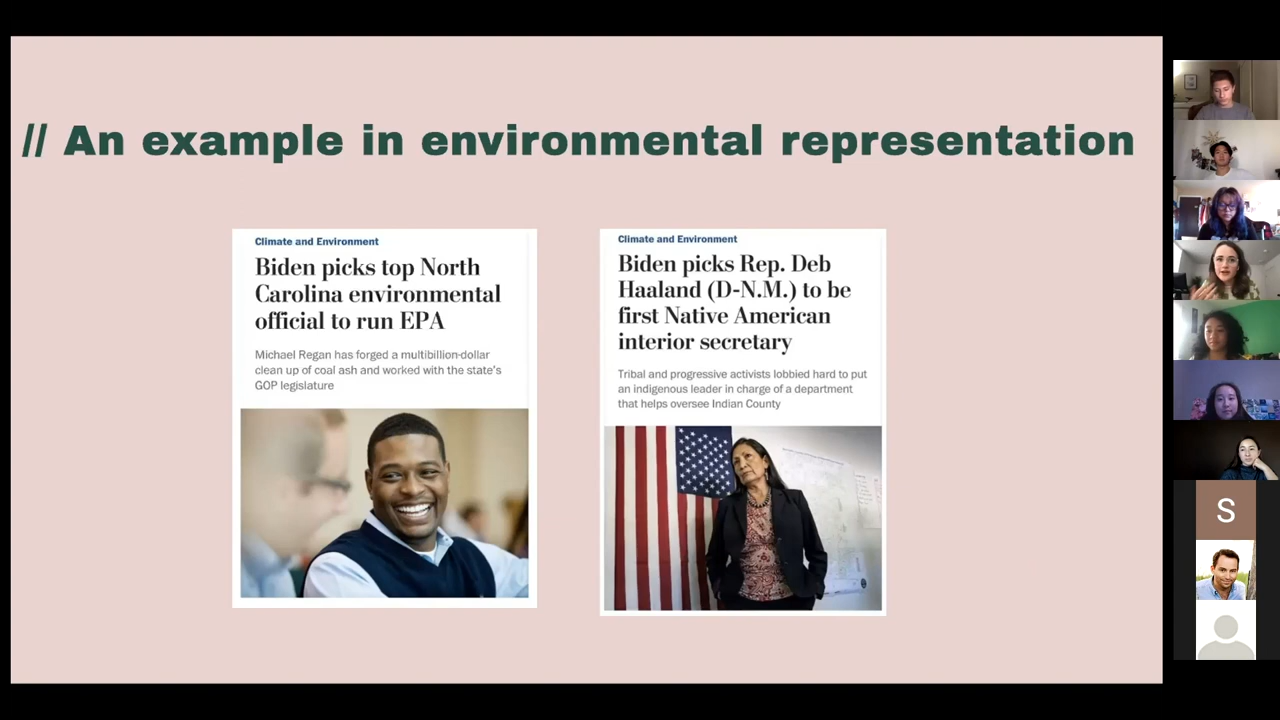 // An example in environmental representation
Climate and Environment
Biden picks top North
Carolina environmental
official to run EPA
Michael Regan has forged a multibillion-dollar
clean up of coal ash and worked with the state's
GOP legislature
Climate and Environment
Biden picks Rep. Deb
Haaland (D-N.M.) to be
first Native American
interior secretary
Tribal and progressive activists lobbied hard to put
an indigenous leader in charge of a department
that helps oversee Indian County
S